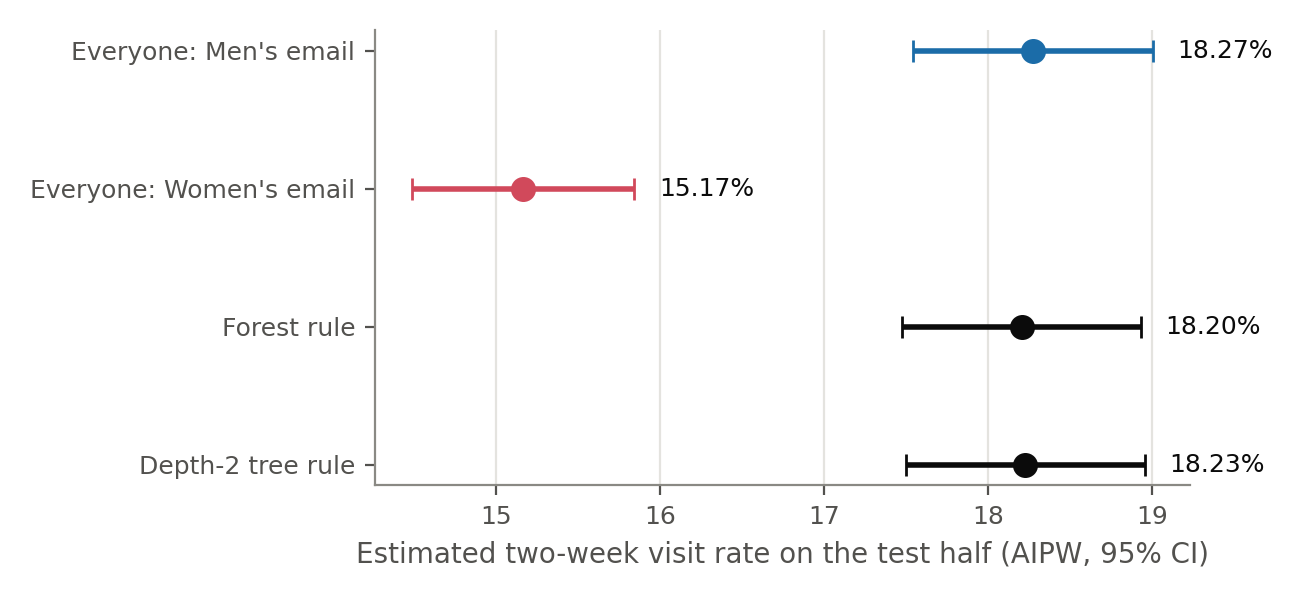 Everyone: Men's email
18.27%
Everyone: Women's email
15.17%
Forest rule
18.20%
Depth-2 tree rule
18.23%
15 16 17 18 19
Estimated two-week visit rate on the test half (AIPW, 95% CI)